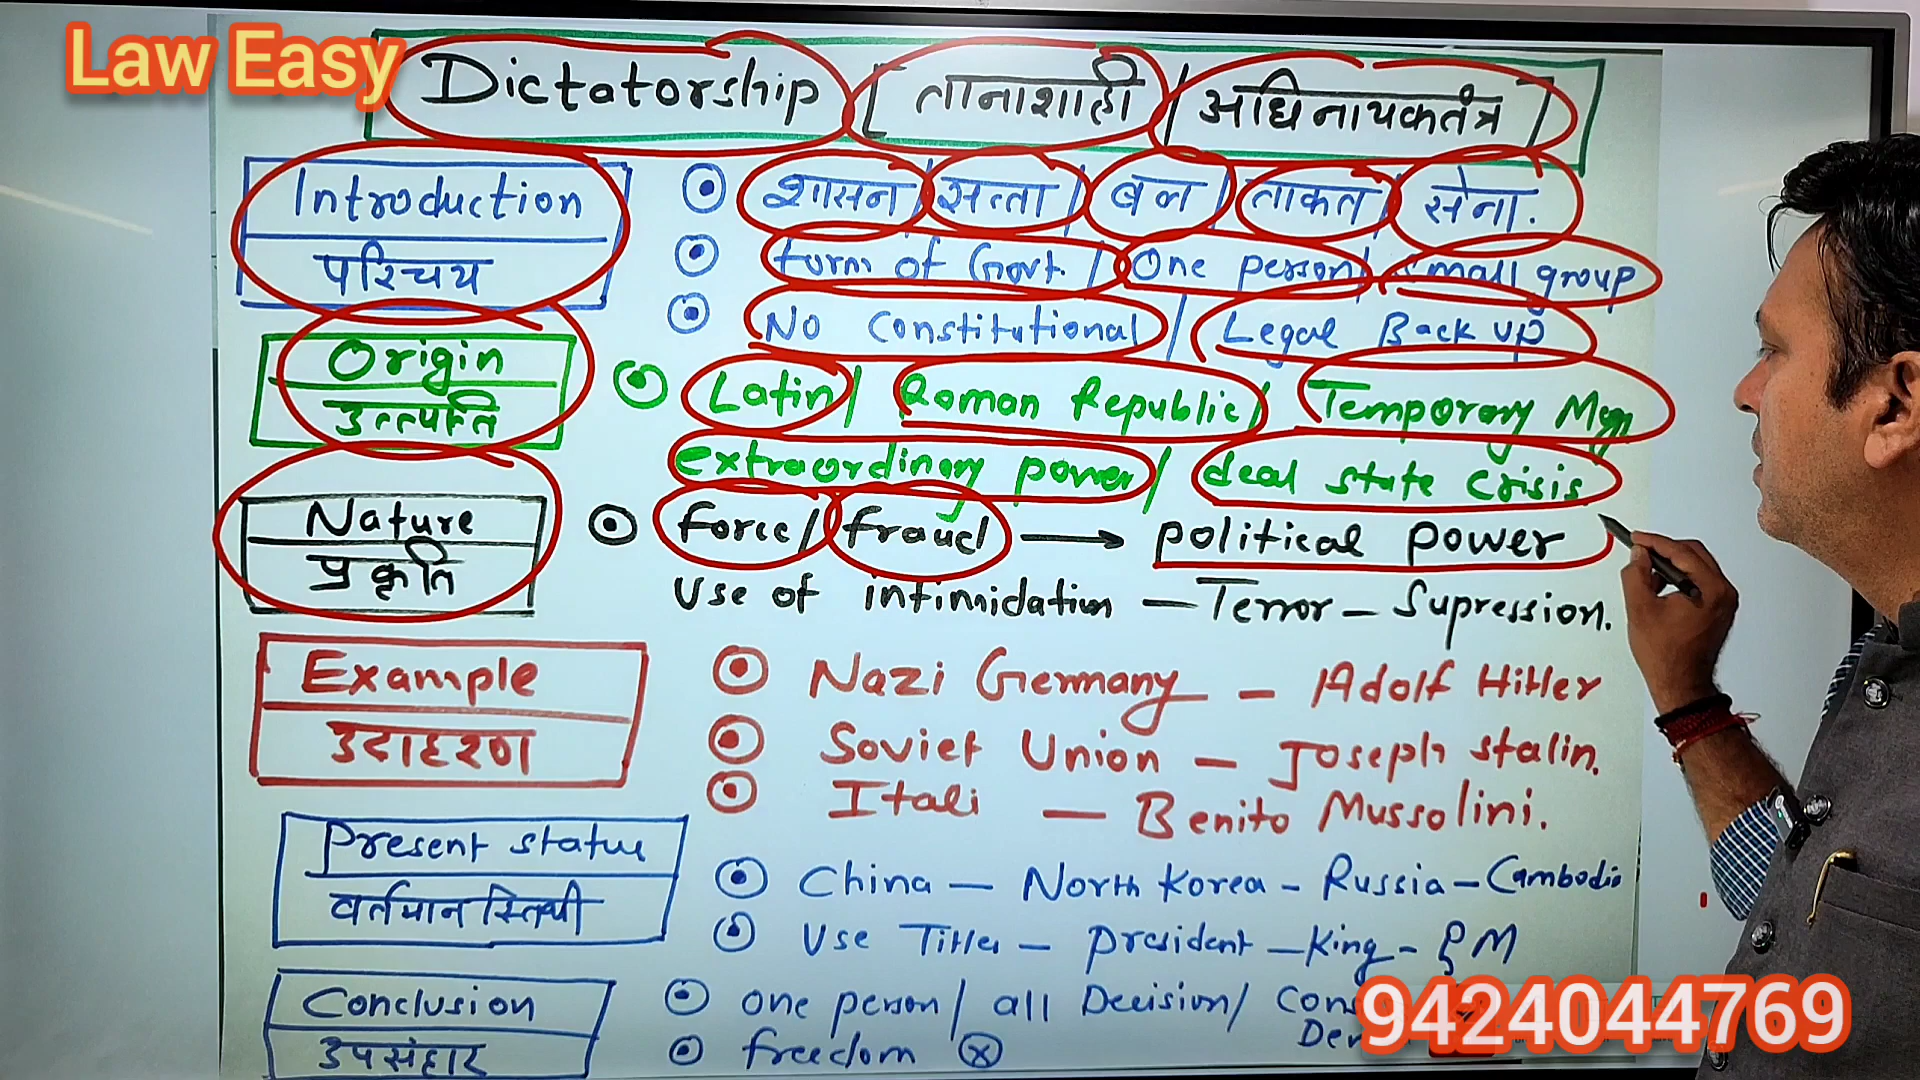 Law Easy
Dictatorship [तानाशाही / अधिनायकतंत्र]
Introduction
परिचय
शासन / सत्ता / बल / ताकत / सेना.
form of Govt. / One person / small group
No Constitutional / Legal Back up
Origin
उत्त्पत्ति
Latin / Roman Republic / Temporary Mgn
extraordinary power / deal state crisis
Nature
प्रकृति
force / fraud → political power
Use of intimidation — Terror — Supression.
Example
उदाहरण
Nazi Germany — Adolf Hitler
Soviet Union — Joseph Stalin.
Itali — Benito Mussolini.
Present status
वर्तमान स्तिथी
China — North Korea — Russia — Cambodia
Use Titles — President — King — PM
Conclusion
उपसंहार
one person / all Decision /
freedom ⓧ
9424044769